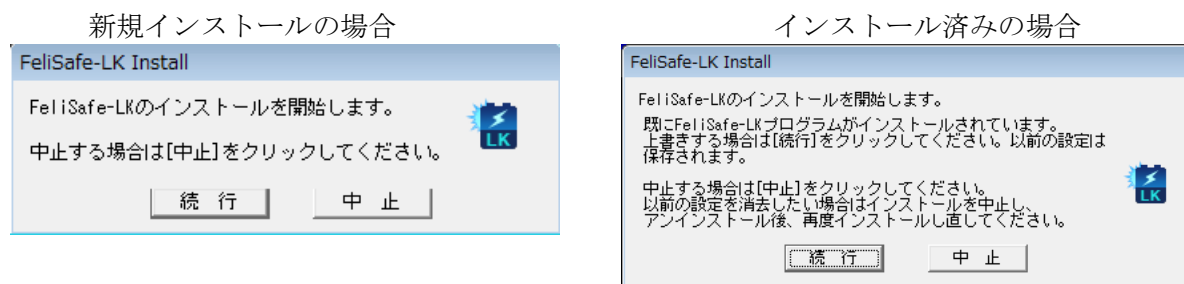 新規インストールの場合
FeliSafe-LK Install
FeliSafe-LKのインストールを開始します。
LK
中止する場合は[中止]をクリックしてください。
続 行
中 止
インストール済みの場合
FeliSafe-LK Install
FeliSafe-LKのインストールを開始します。
既にFeliSafe-LKプログラムがインストールされています。
上書きする場合は[続行]をクリックしてください。以前の設定は
保存されます。
LK
中止する場合は[中止]をクリックしてください。
以前の設定を消去したい場合はインストールを中止し、
アンインストール後、再度インストールし直してください。
続 行
中 止